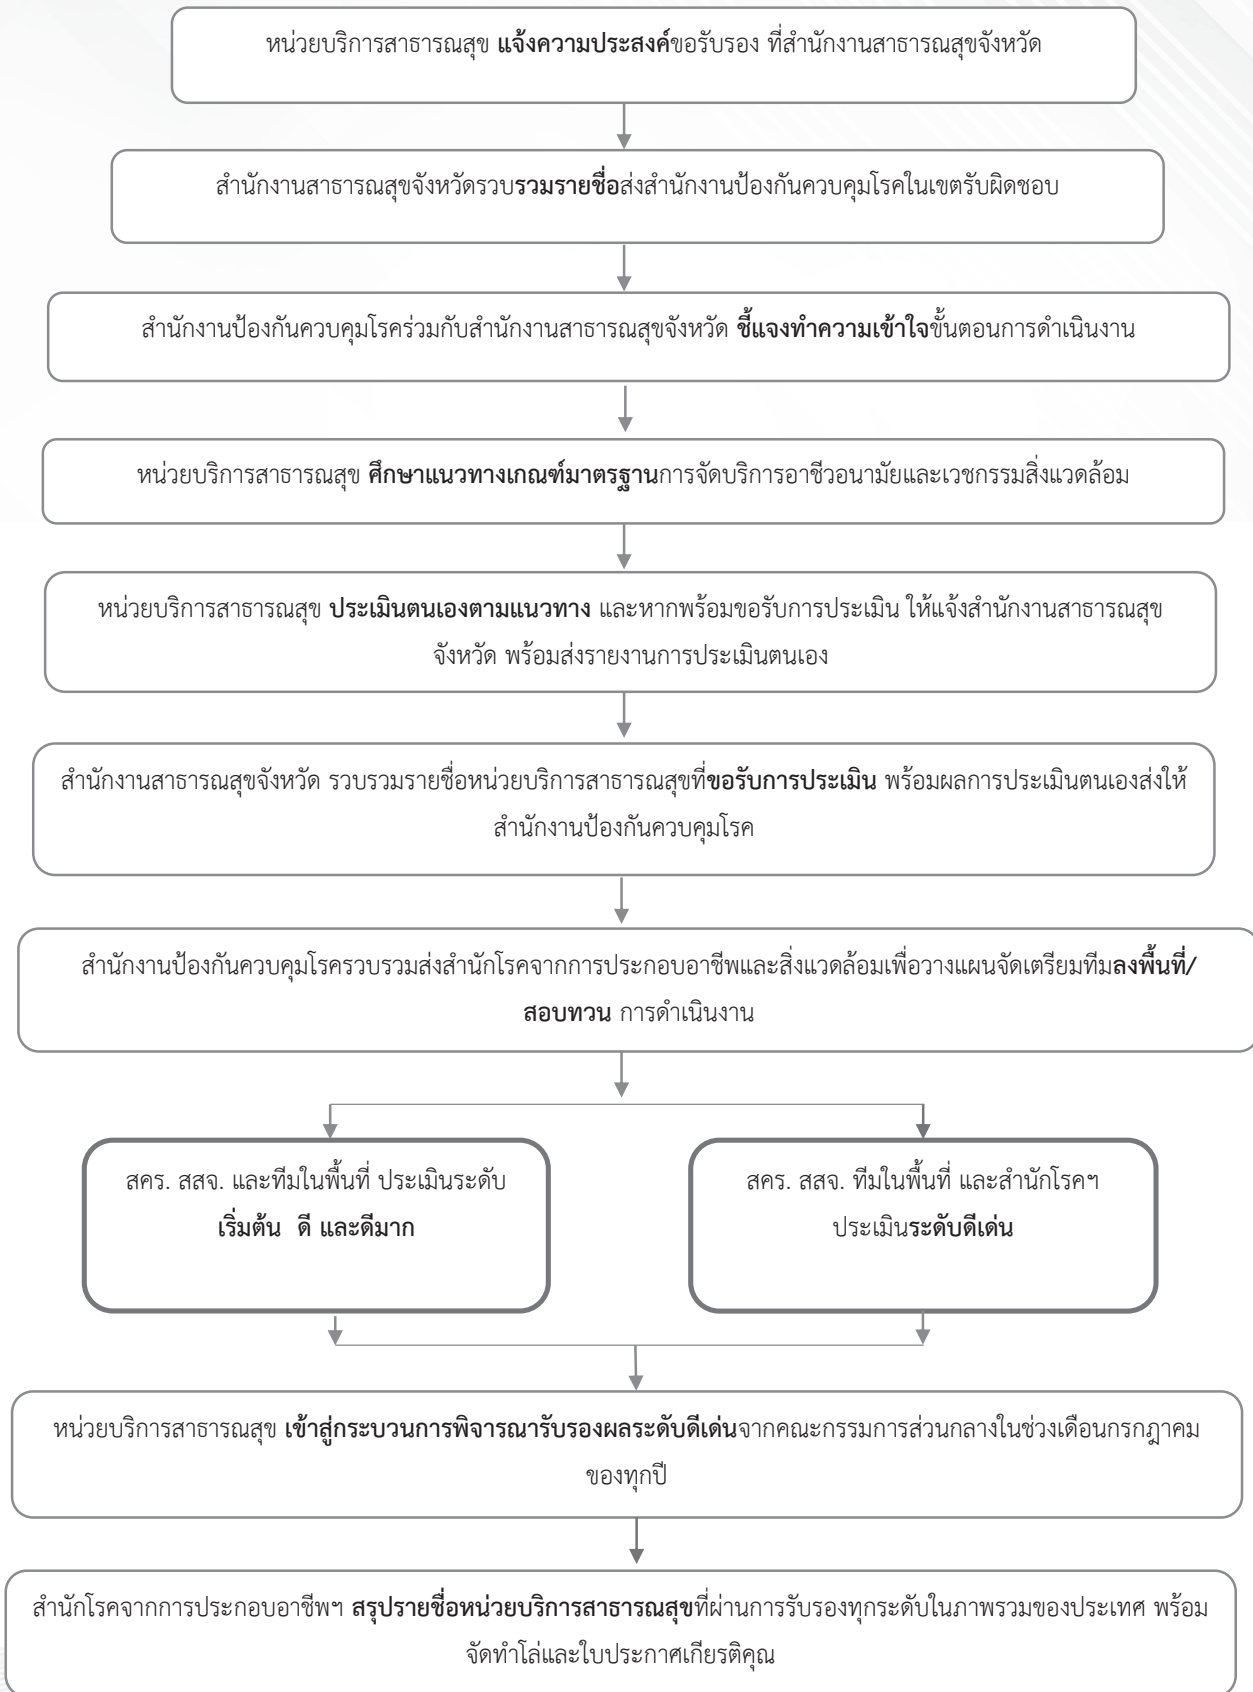 หน่วยบริการสาธารณสุข แจ้งความประสงค์ขอรับรอง ที่สำนักงานสาธารณสุขจังหวัด
สำนักงานสาธารณสุขจังหวัดรวบรวมรายชื่อส่งสำนักงานป้องกันควบคุมโรคในเขตรับผิดชอบ
สำนักงานป้องกันควบคุมโรคร่วมกับสำนักงานสาธารณสุขจังหวัด ชี้แจงทำความเข้าใจขั้นตอนการดำเนินงาน
หน่วยบริการสาธารณสุข ศึกษาแนวทางเกณฑ์มาตรฐานการจัดบริการอาชีวอนามัยและเวชกรรมสิ่งแวดล้อม
หน่วยบริการสาธารณสุข ประเมินตนเองตามแนวทาง และหากพร้อมขอรับการประเมิน ให้แจ้งสำนักงานสาธารณสุข
จังหวัด พร้อมส่งรายงานการประเมินตนเอง
สำนักงานสาธารณสุขจังหวัด รวบรวมรายชื่อหน่วยบริการสาธารณสุขที่ขอรับการประเมิน พร้อมผลการประเมินตนเองส่งให้
สำนักงานป้องกันควบคุมโรค
สำนักงานป้องกันควบคุมโรครวบรวมส่งสำนักโรคจากการประกอบอาชีพและสิ่งแวดล้อมเพื่อวางแผนจัดเตรียมทีมลงพื้นที่/
สอบทวน การดำเนินงาน
สคร. สสจ. และทีมในพื้นที่ ประเมินระดับ
เริ่มต้น ดี และดีมาก
สคร. สสจ. ทีมในพื้นที่ และสำนักโรคฯ
ประเมินระดับดีเด่น
หน่วยบริการสาธารณสุข เข้าสู่กระบวนการพิจารณารับรองผลระดับดีเด่นจากคณะกรรมการส่วนกลางในช่วงเดือนกรกฎาคม
ของทุกปี
สำนักโรคจากการประกอบอาชีพฯ สรุปรายชื่อหน่วยบริการสาธารณสุขที่ผ่านการรับรองทุกระดับในภาพรวมของประเทศ พร้อม
จัดทำโล่และใบประกาศเกียรติคุณ